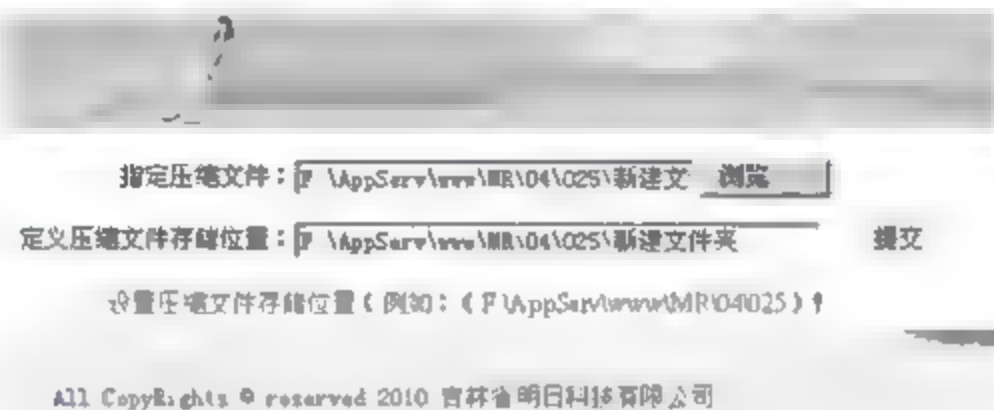 指定压缩文件：F \AppServ\www\MR\04\025\新建文 浏览
定义压缩文件存储位置：F \AppServ\www\MR\04\025\新建文件夹 提交
设置压缩文件存储位置(例如：(F\AppServ\www\MR\04025)
All CopyRights © reserved 2010 吉林省明日科技有限公司